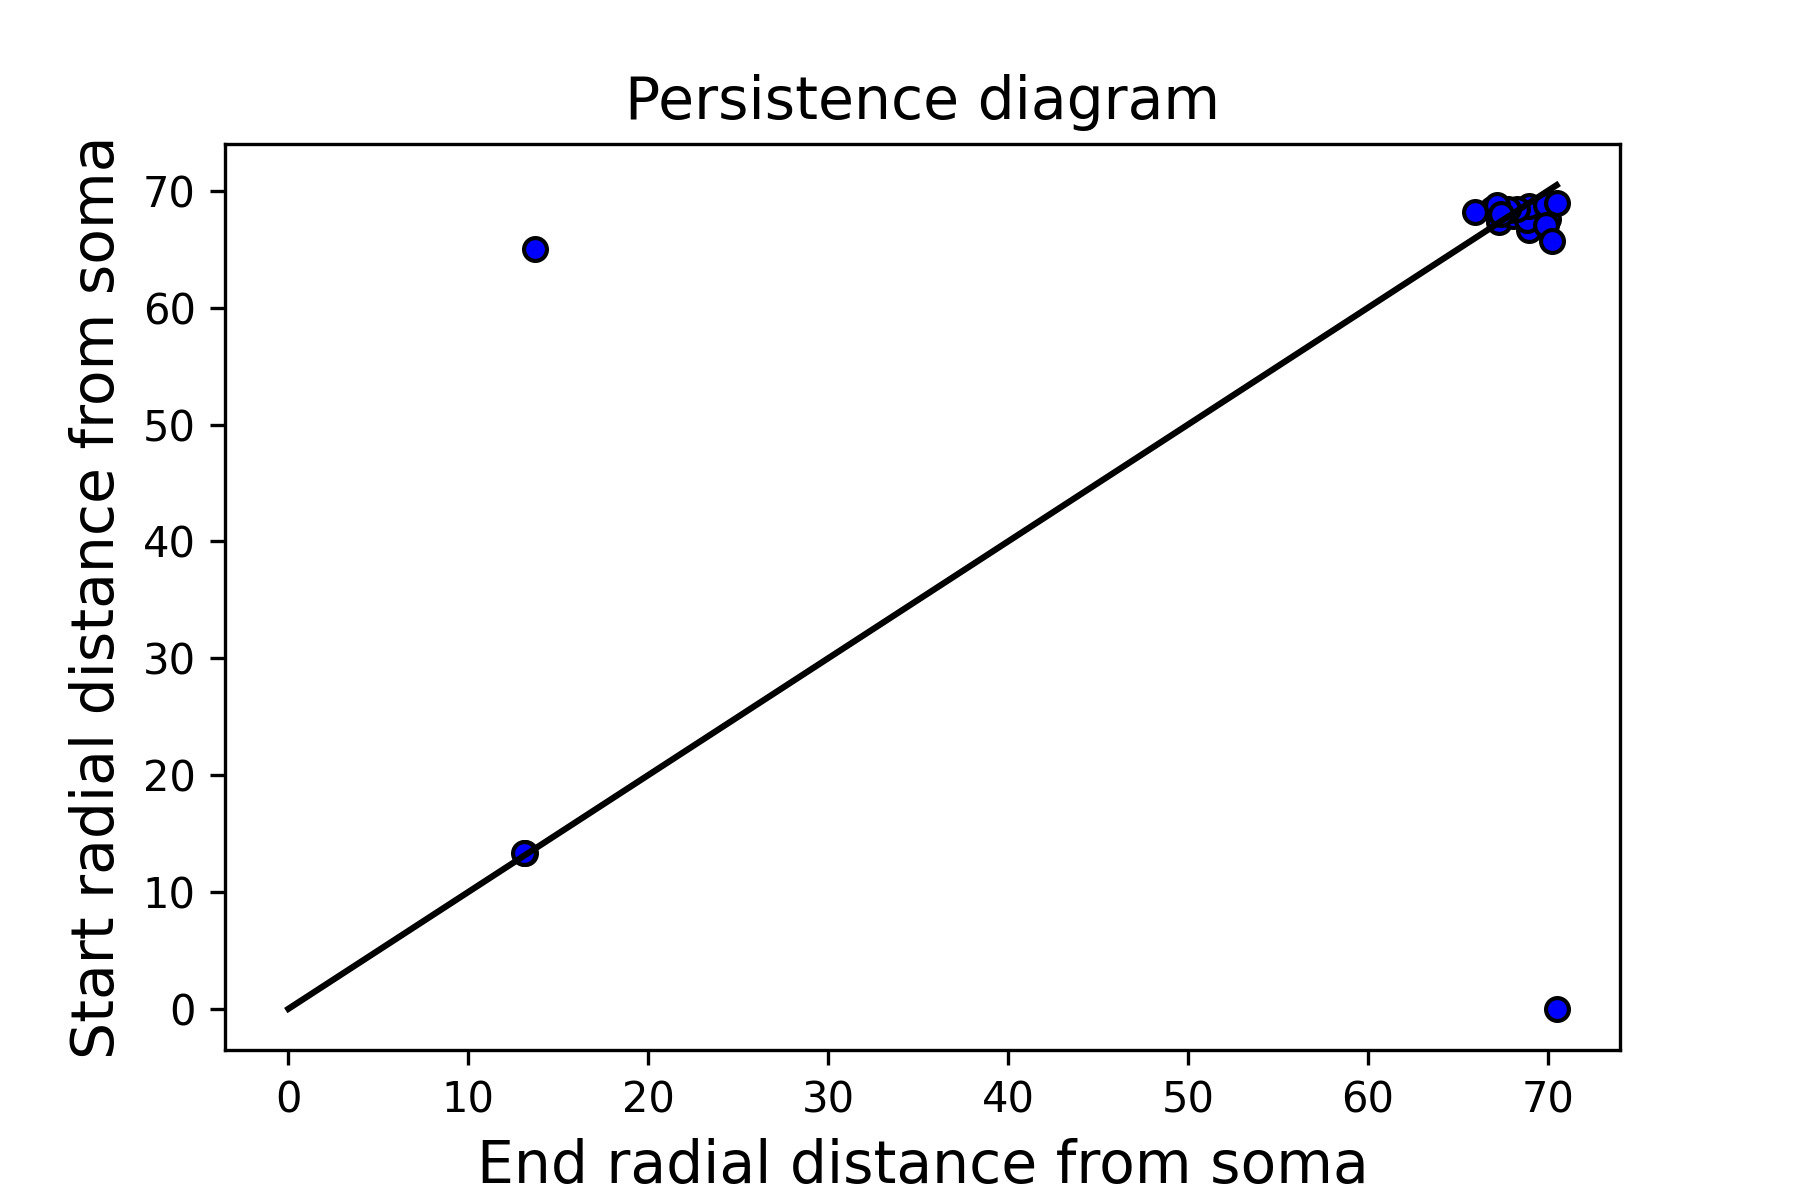 Persistence diagram
Start radial distance from soma
70
60
50
40
30
20
10
0
0 10 20 30 40 50 60 70
End radial distance from soma